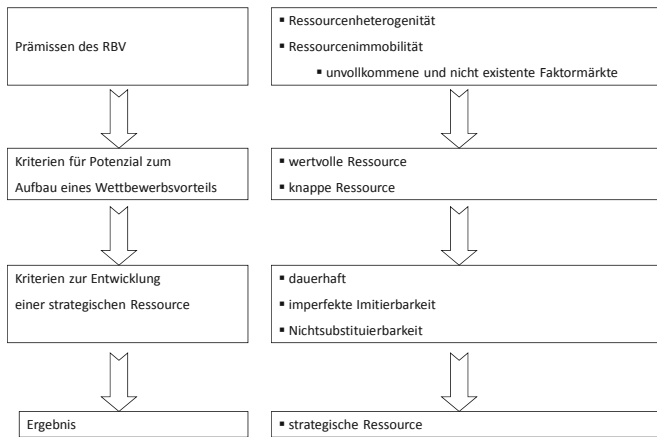 Prämissen des RBV
▪ Ressourcenheterogenität
▪ Ressourcenimmobilität
▪ unvollkommene und nicht existente Faktormärkte
Kriterien für Potenzial zum
Aufbau eines Wettbewerbsvorteils
▪ wertvolle Ressource
▪ knappe Ressource
Kriterien zur Entwicklung
einer strategischen Ressource
▪ dauerhaft
▪ imperfekte Imitierbarkeit
▪ Nichtsubstituierbarkeit
Ergebnis
▪ strategische Ressource